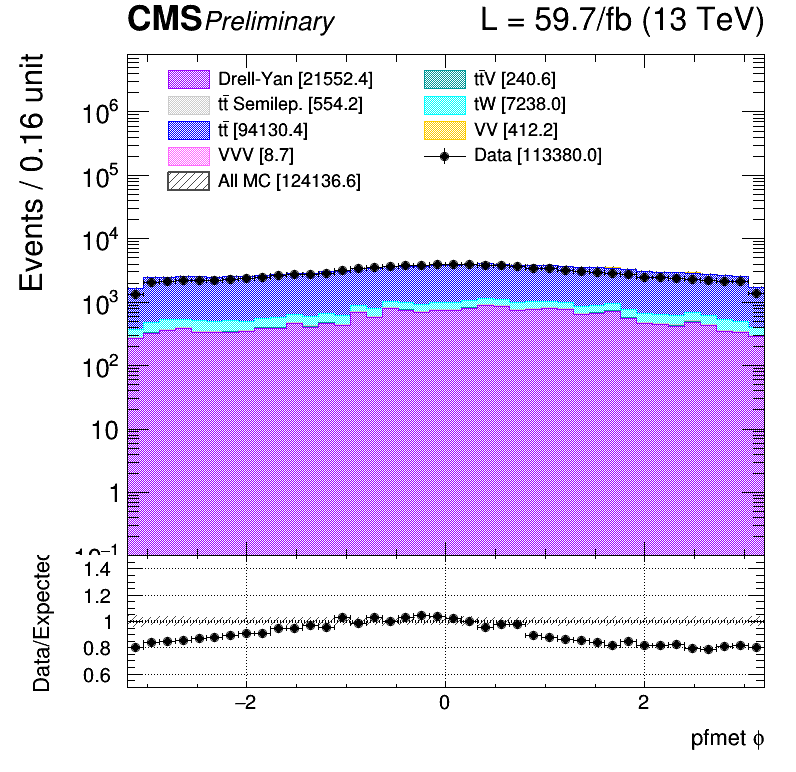 CMS Preliminary L = 59.7/fb (13 TeV)
Drell-Yan [21552.4]
tt̄ Semilep. [554.2]
tt̄ [94130.4]
VVV [8.7]
All MC [124136.6]
tt̄V [240.6]
tW [7238.0]
VV [412.2]
Data [113380.0]
Events / 0.16 unit
10⁶
10⁵
10⁴
10³
10²
10
1
10⁻¹
Data/Expected
1.4
1.2
1
0.8
0.6
−2 0 2
pfmet ϕ